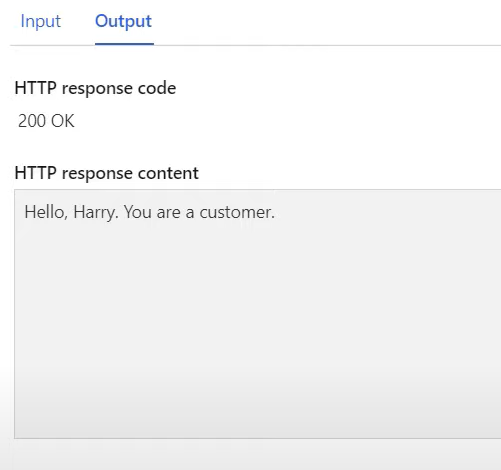 Input Output
HTTP response code
200 OK
HTTP response content
Hello, Harry. You are a customer.